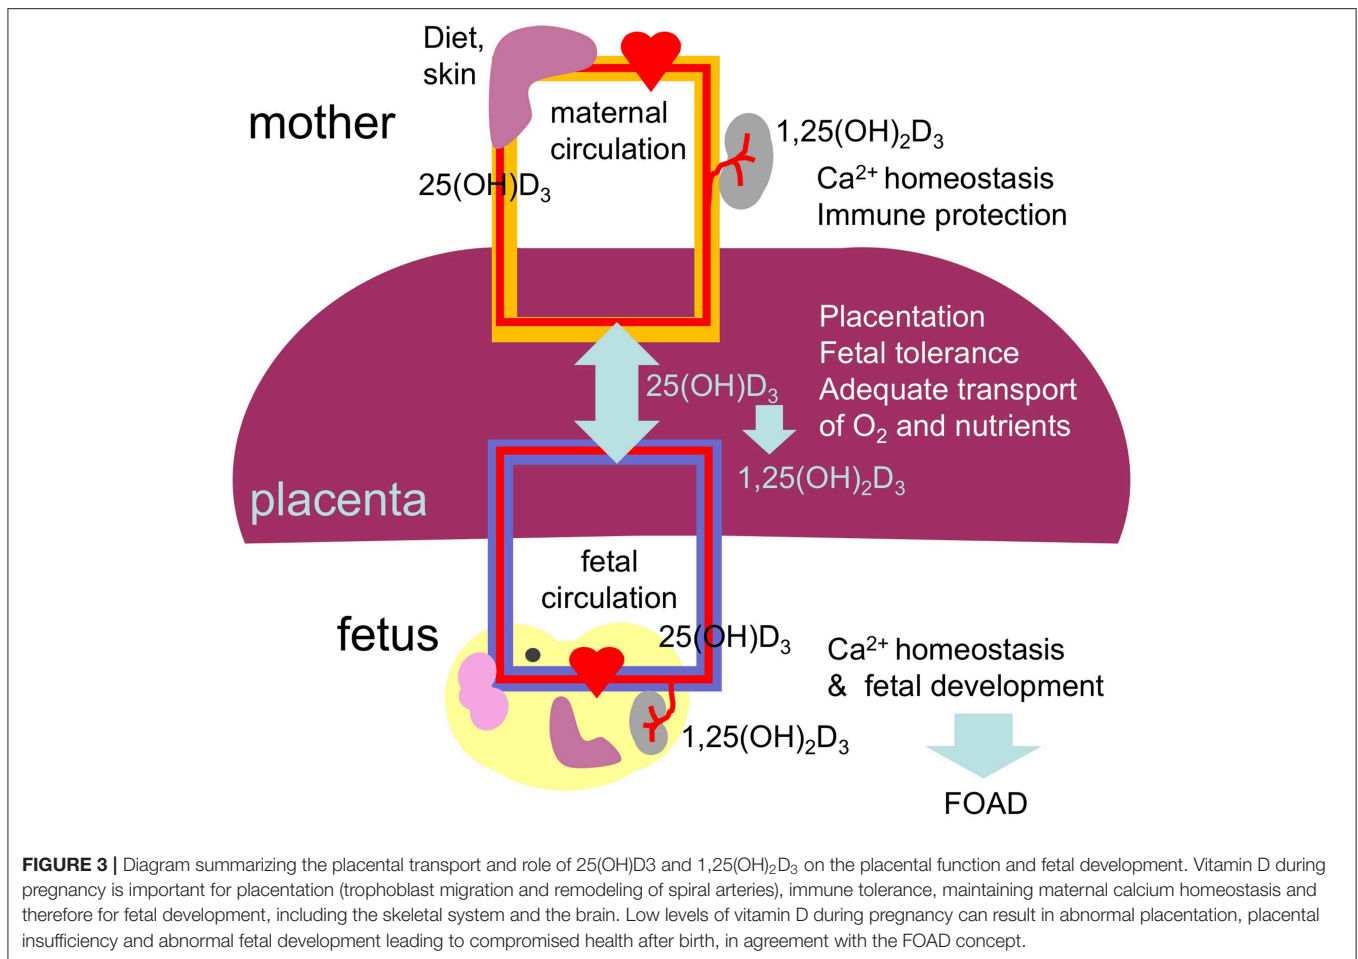 Diet,
skin
mother
maternal
circulation
25(OH)D₃
1,25(OH)₂D₃
Ca²⁺ homeostasis
Immune protection
Placentation
Fetal tolerance
Adequate transport
of O₂ and nutrients
25(OH)D₃
1,25(OH)₂D₃
placenta
fetal
circulation
fetus
25(OH)D₃
1,25(OH)₂D₃
Ca²⁺ homeostasis
& fetal development
FOAD
FIGURE 3 | Diagram summarizing the placental transport and role of 25(OH)D3 and 1,25(OH)₂D₃ on the placental function and fetal development. Vitamin D during
pregnancy is important for placentation (trophoblast migration and remodeling of spiral arteries), immune tolerance, maintaining maternal calcium homeostasis and
therefore for fetal development, including the skeletal system and the brain. Low levels of vitamin D during pregnancy can result in abnormal placentation, placental
insufficiency and abnormal fetal development leading to compromised health after birth, in agreement with the FOAD concept.